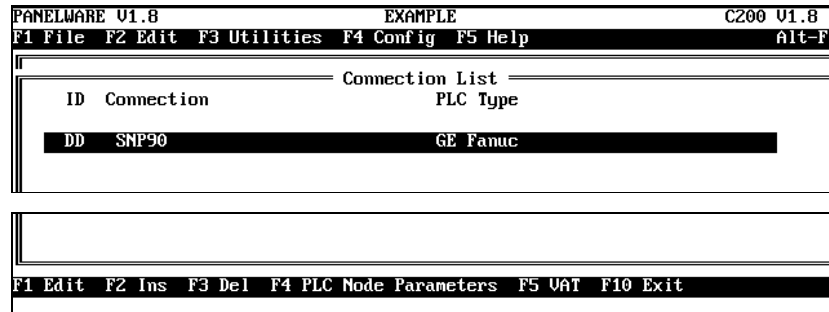 PANELWARE V1.8 EXAMPLE C200 V1.8
F1 File F2 Edit F3 Utilities F4 Config F5 Help Alt-F
Connection List
ID Connection PLC Type
DD SNP90 GE Fanuc
F1 Edit F2 Ins F3 Del F4 PLC Node Parameters F5 VAT F10 Exit